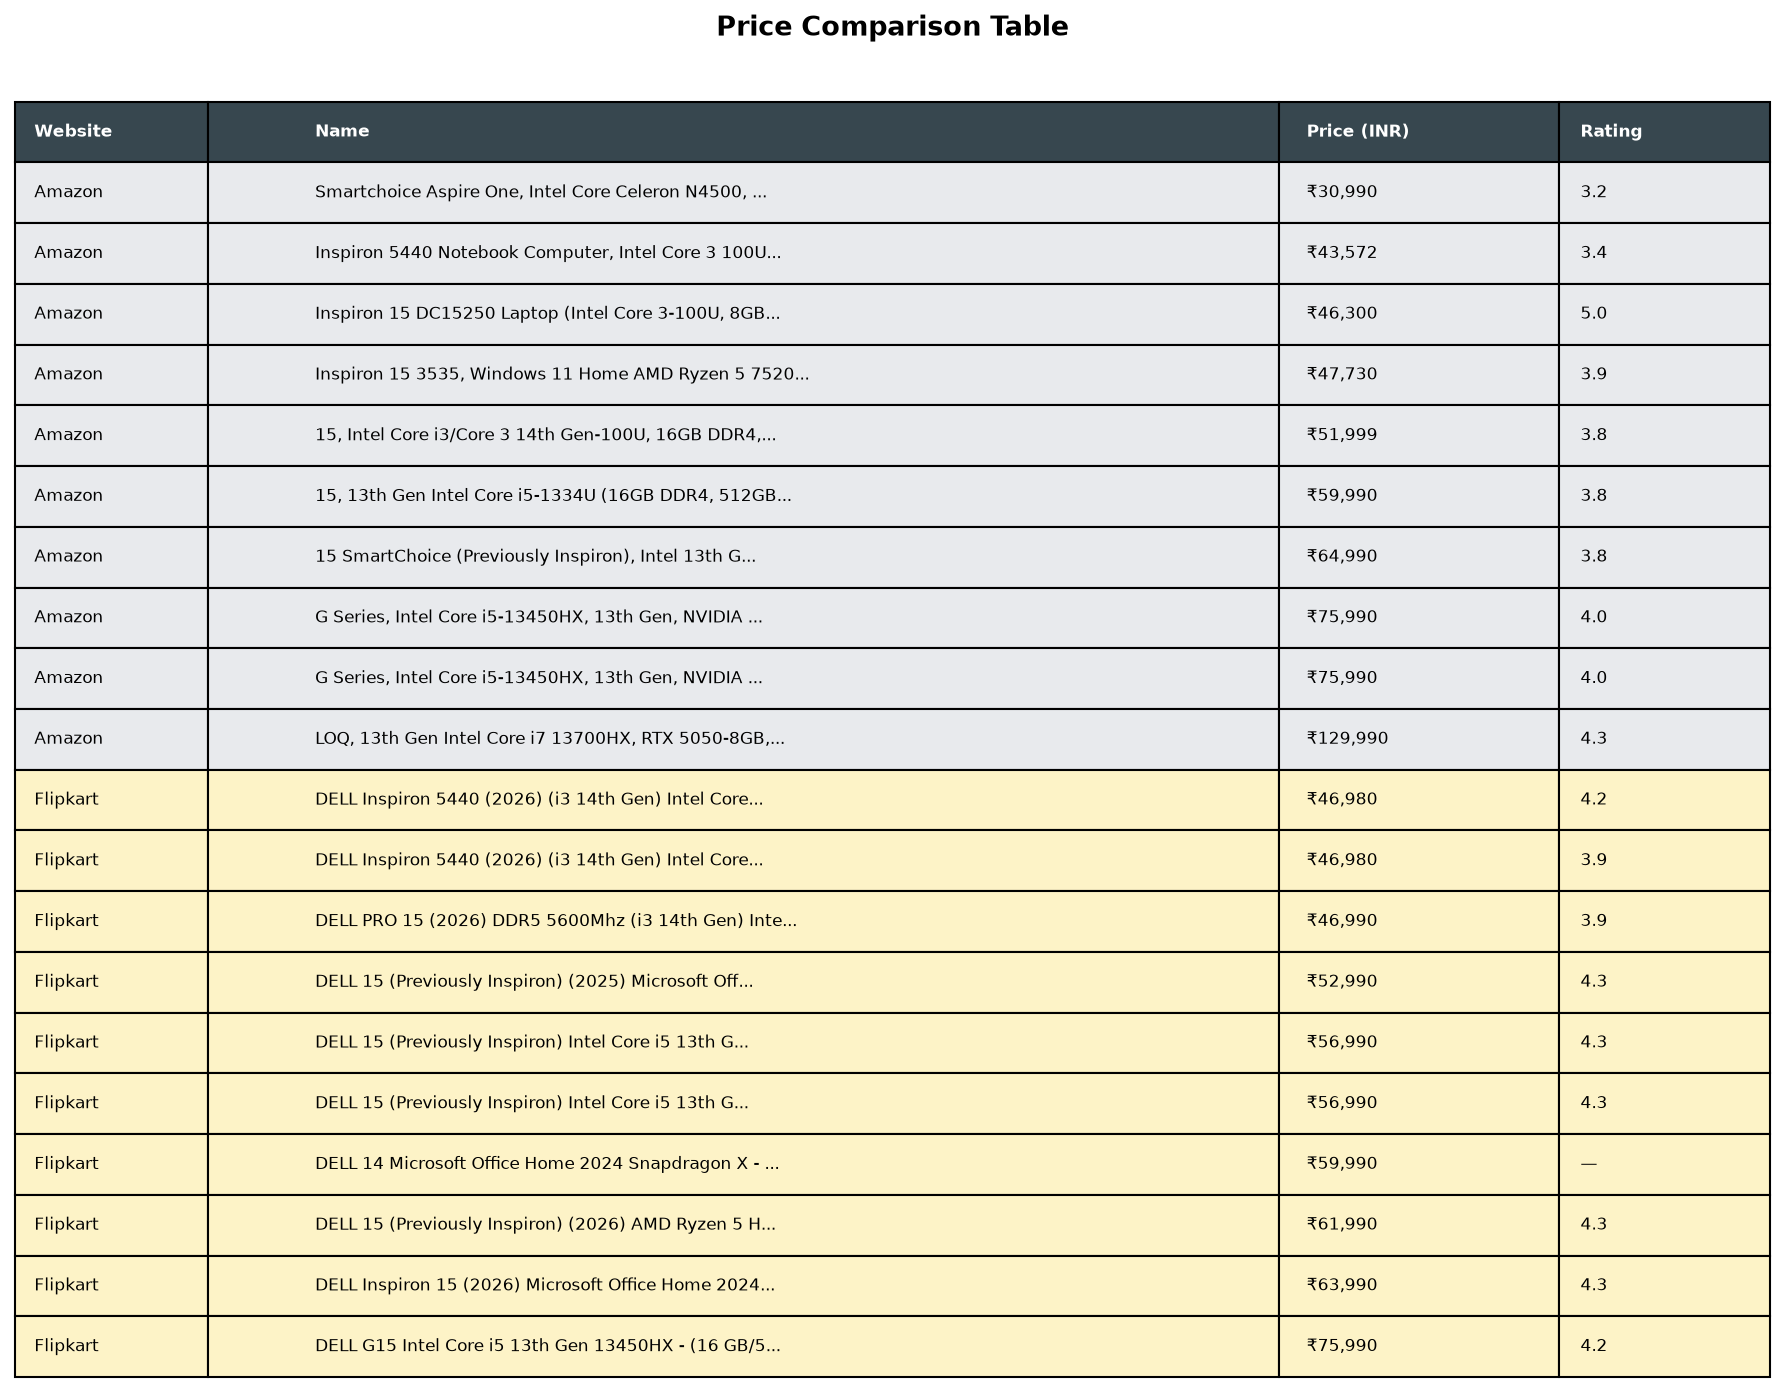 Price Comparison Table
Website Name Price (INR) Rating
Amazon Smartchoice Aspire One, Intel Core Celeron N4500, ... ₹30,990 3.2
Amazon Inspiron 5440 Notebook Computer, Intel Core 3 100U... ₹43,572 3.4
Amazon Inspiron 15 DC15250 Laptop (Intel Core 3-100U, 8GB... ₹46,300 5.0
Amazon Inspiron 15 3535, Windows 11 Home AMD Ryzen 5 7520... ₹47,730 3.9
Amazon 15, Intel Core i3/Core 3 14th Gen-100U, 16GB DDR4,... ₹51,999 3.8
Amazon 15, 13th Gen Intel Core i5-1334U (16GB DDR4, 512GB... ₹59,990 3.8
Amazon 15 SmartChoice (Previously Inspiron), Intel 13th G... ₹64,990 3.8
Amazon G Series, Intel Core i5-13450HX, 13th Gen, NVIDIA ... ₹75,990 4.0
Amazon G Series, Intel Core i5-13450HX, 13th Gen, NVIDIA ... ₹75,990 4.0
Amazon LOQ, 13th Gen Intel Core i7 13700HX, RTX 5050-8GB,... ₹129,990 4.3
Flipkart DELL Inspiron 5440 (2026) (i3 14th Gen) Intel Core... ₹46,980 4.2
Flipkart DELL Inspiron 5440 (2026) (i3 14th Gen) Intel Core... ₹46,980 3.9
Flipkart DELL PRO 15 (2026) DDR5 5600Mhz (i3 14th Gen) Inte... ₹46,990 3.9
Flipkart DELL 15 (Previously Inspiron) (2025) Microsoft Off... ₹52,990 4.3
Flipkart DELL 15 (Previously Inspiron) Intel Core i5 13th G... ₹56,990 4.3
Flipkart DELL 15 (Previously Inspiron) Intel Core i5 13th G... ₹56,990 4.3
Flipkart DELL 14 Microsoft Office Home 2024 Snapdragon X - ... ₹59,990 —
Flipkart DELL 15 (Previously Inspiron) (2026) AMD Ryzen 5 H... ₹61,990 4.3
Flipkart DELL Inspiron 15 (2026) Microsoft Office Home 2024... ₹63,990 4.3
Flipkart DELL G15 Intel Core i5 13th Gen 13450HX - (16 GB/5... ₹75,990 4.2